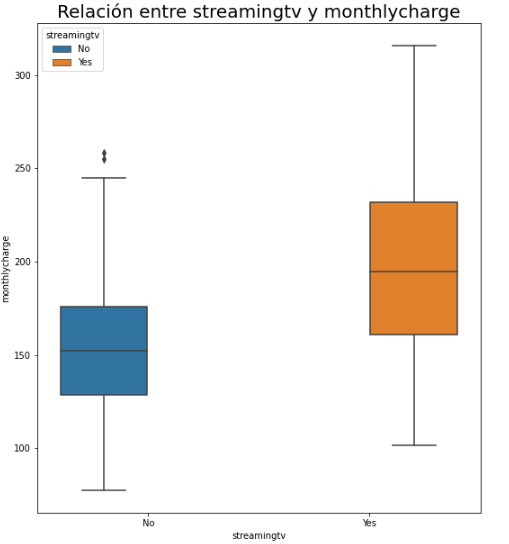 Relación entre streamingtv y monthlycharge
streamingtv
No
Yes
300
250
200
150
100
monthlycharge
No
Yes
streamingtv